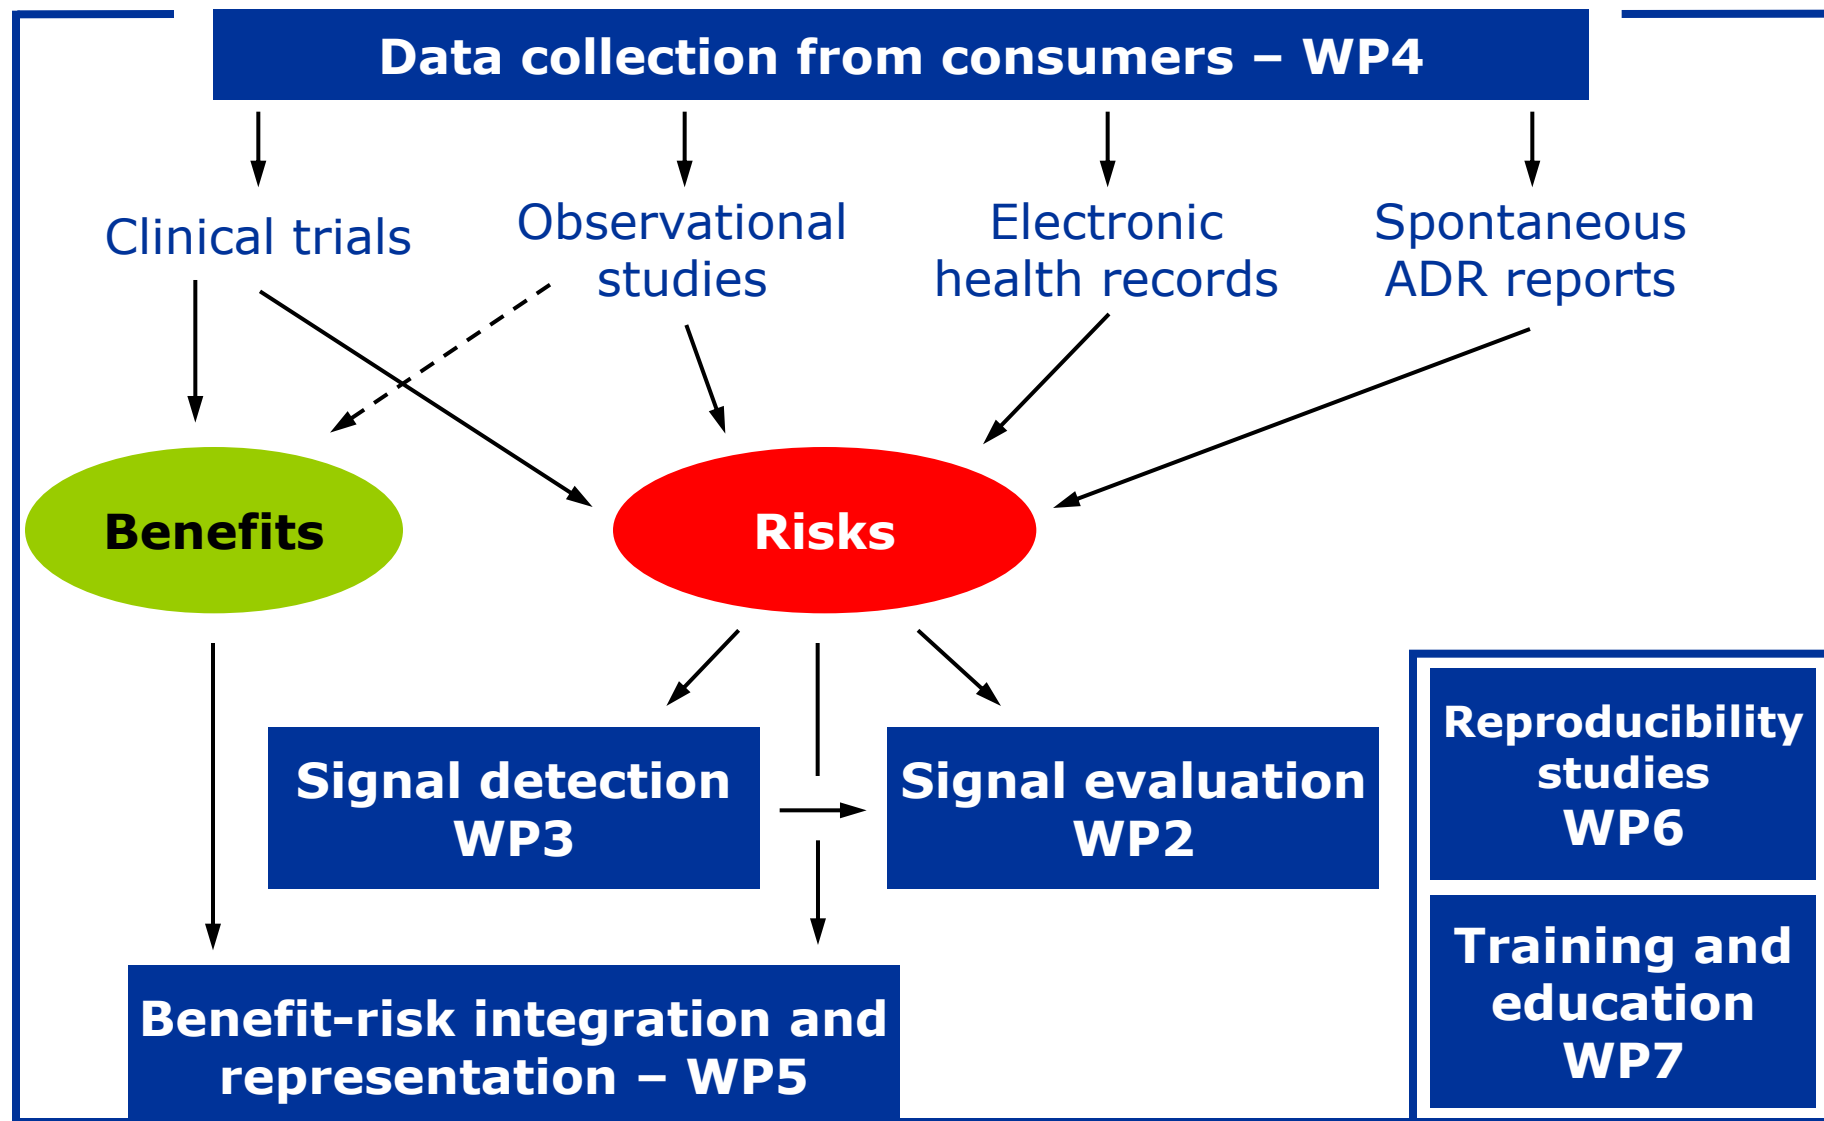 Data collection from consumers – WP4
Clinical trials
Observational
studies
Electronic
health records
Spontaneous
ADR reports
Benefits
Risks
Signal detection
WP3
Signal evaluation
WP2
Reproducibility
studies
WP6
Training and
education
WP7
Benefit-risk integration and
representation – WP5